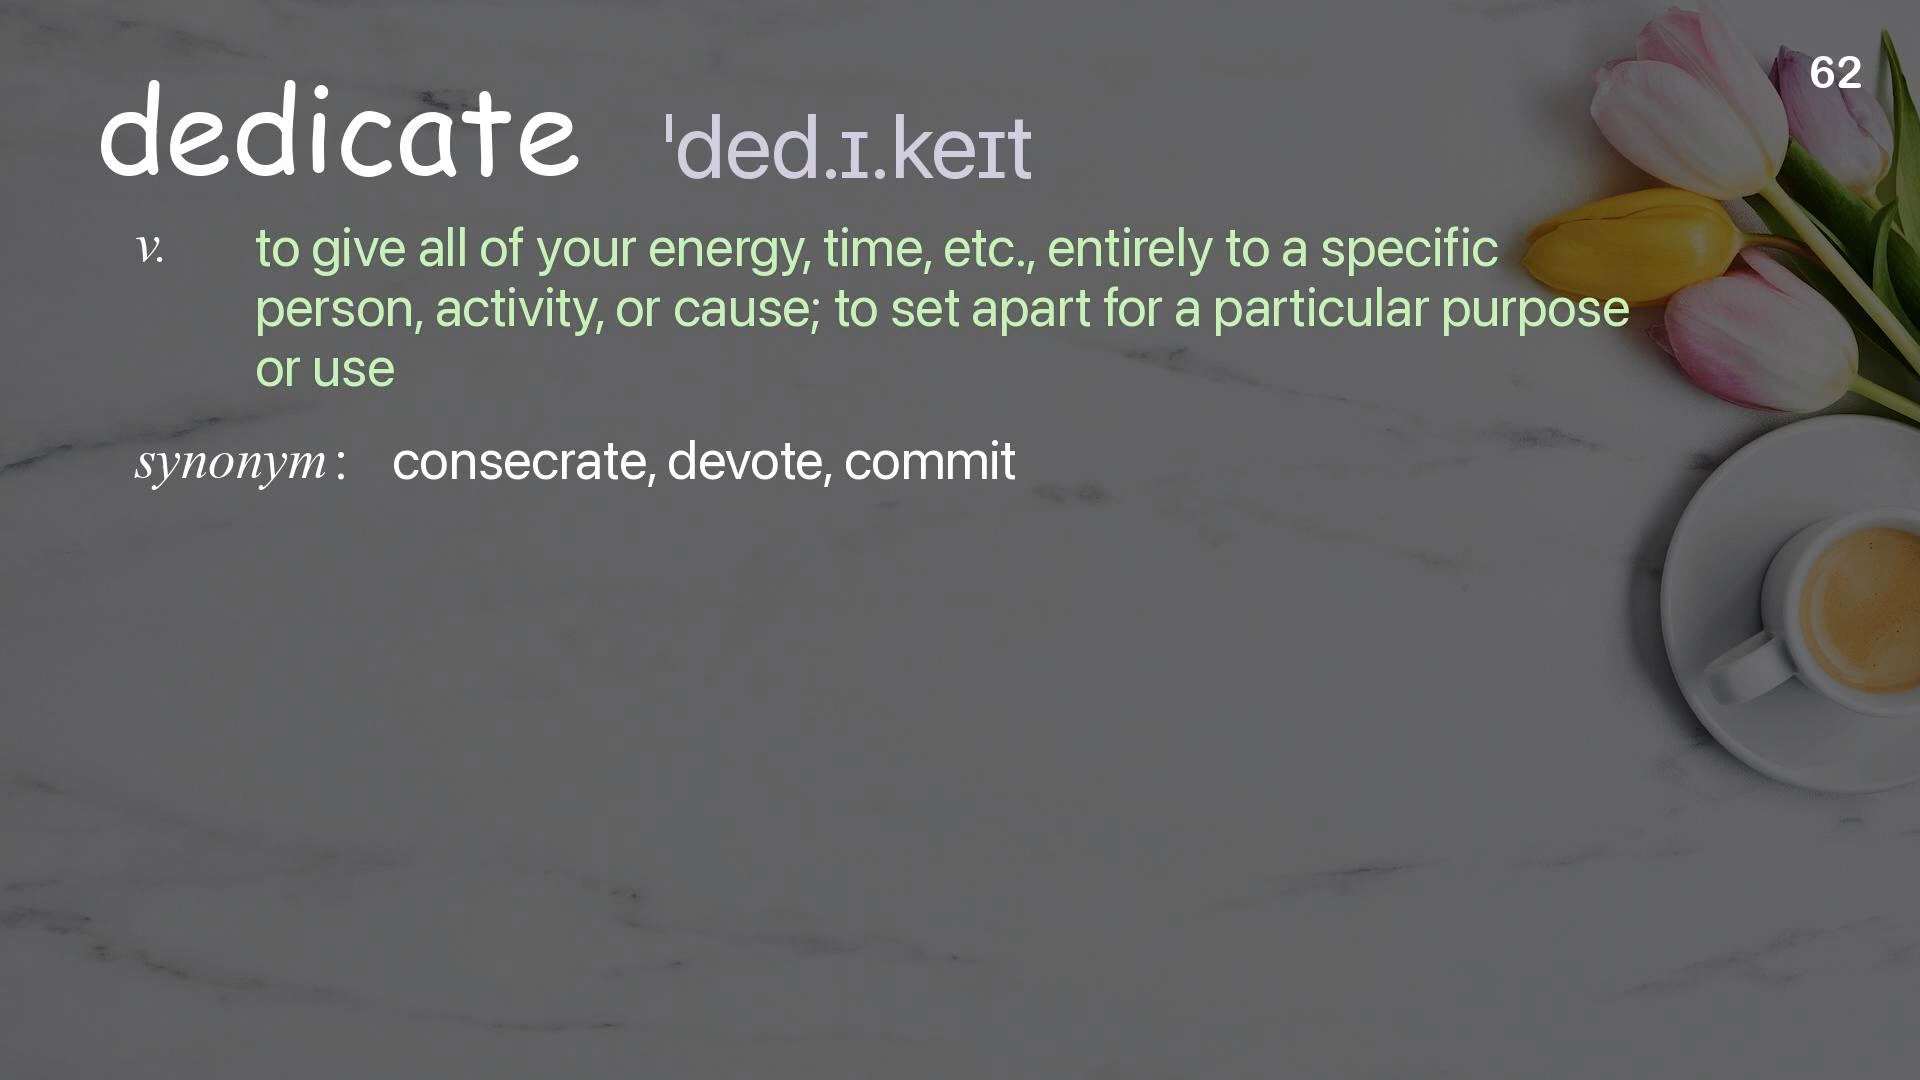 62
dedicate ˈded.ɪ.keɪt
v. to give all of your energy, time, etc., entirely to a specific
person, activity, or cause; to set apart for a particular purpose
or use
synonym : consecrate, devote, commit